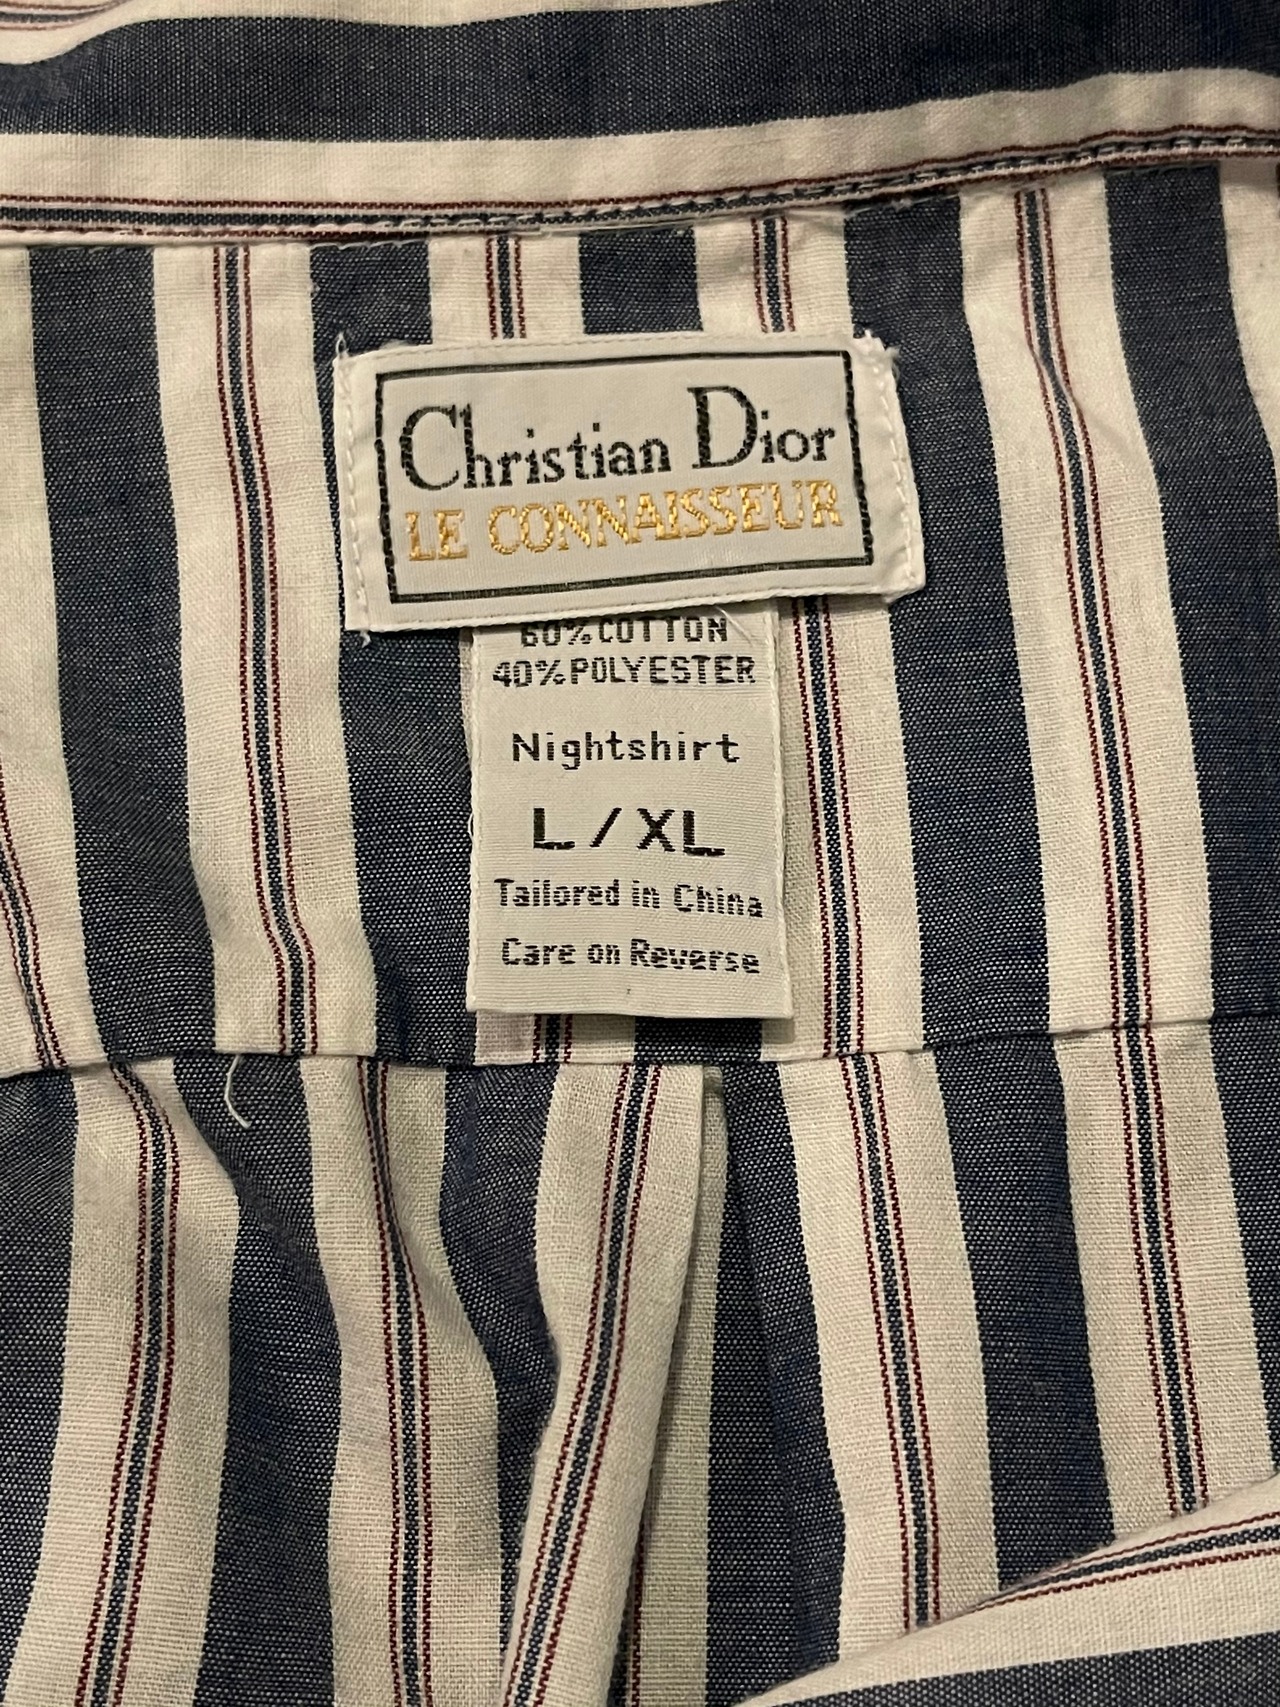 Christian Dior
LE CONNAISSEUR
60% COTTON
40% POLYESTER
Nightshirt
L / XL
Tailored in China
Care on Reverse